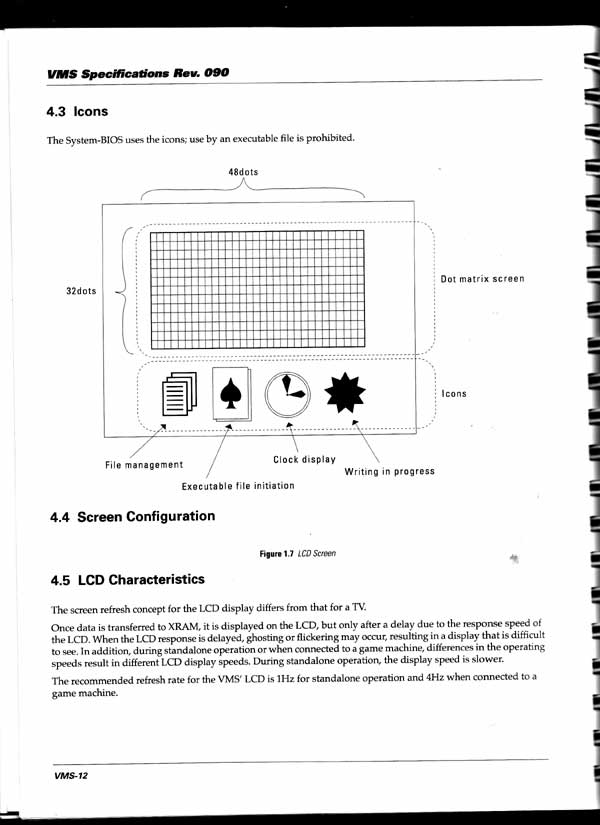 VMS Specifications Rev. 090
4.3 Icons
The System-BIOS uses the icons; use by an executable file is prohibited.
48dots
32dots
Dot matrix screen
Icons
File management
Clock display
Writing in progress
Executable file initiation
4.4 Screen Configuration
Figure 1.7 LCD Screen
4.5 LCD Characteristics
The screen refresh concept for the LCD display differs from that for a TV.
Once data is transferred to XRAM, it is displayed on the LCD, but only after a delay due to the response speed of
the LCD. When the LCD response is delayed, ghosting or flickering may occur, resulting in a display that is difficult
to see. In addition, during standalone operation or when connected to a game machine, differences in the operating
speeds result in different LCD display speeds. During standalone operation, the display speed is slower.
The recommended refresh rate for the VMS' LCD is 1Hz for standalone operation and 4Hz when connected to a
game machine.
VMS-12